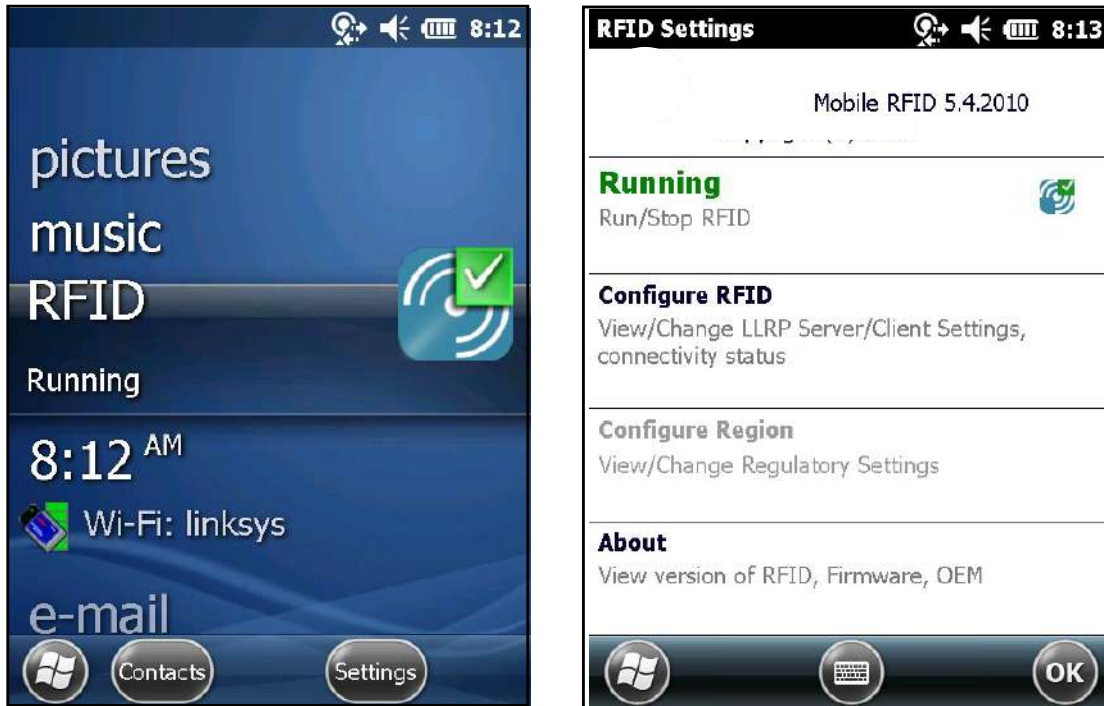 8:12
pictures
music
RFID
Running
8:12 AM
Wi-Fi: linksys
e-mail
Contacts
Settings
RFID Settings 8:13
Mobile RFID 5.4.2010
Running
Run/Stop RFID
Configure RFID
View/Change LLRP Server/Client Settings,
connectivity status
Configure Region
View/Change Regulatory Settings
About
View version of RFID, Firmware, OEM
OK